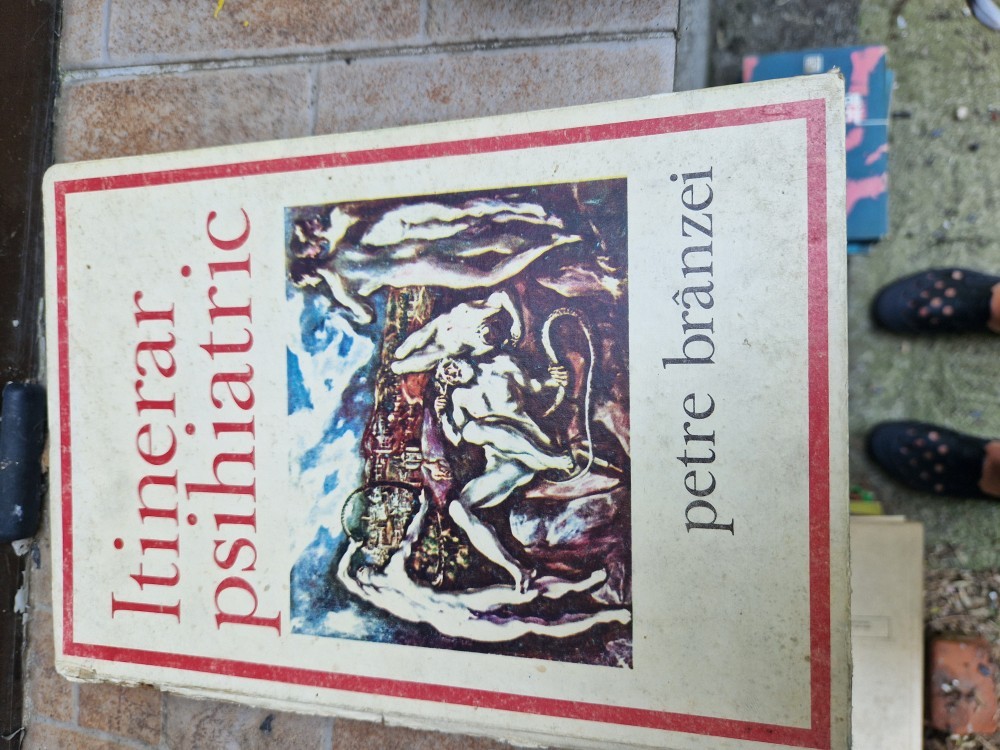 Itinerar
psihiatric
petre brânzei